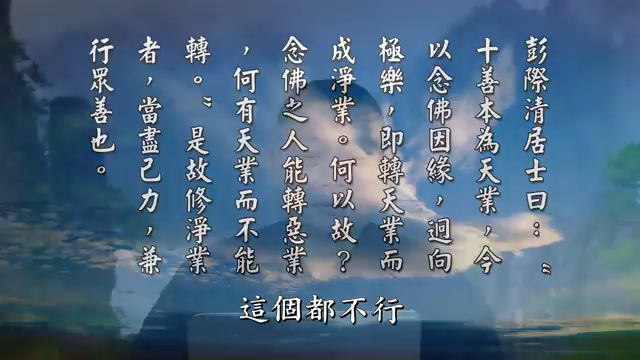 彭際清居士曰：〝
十善本為天業，今
以念佛因緣，迴向
極樂，即轉天業而
成淨業。何以故？
念佛之人能轉惡業
，何有天業而不能
轉。〞是故修淨業
者，當盡己力，兼
行眾善也。
這個都不行